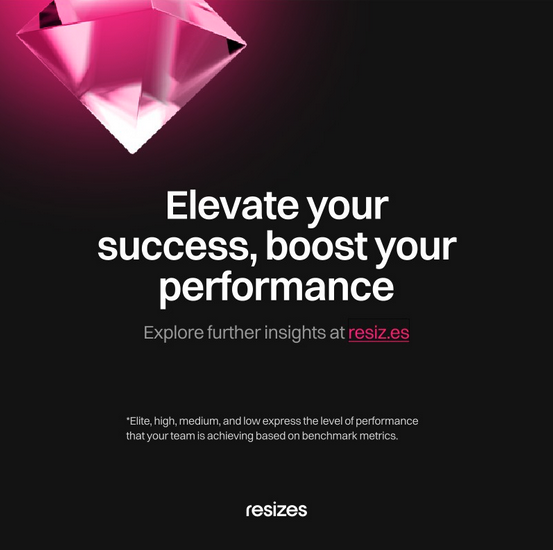 Elevate your
success, boost your
performance
Explore further insights at resiz.es
*Elite, high, medium, and low express the level of performance
that your team is achieving based on benchmark metrics.
resizes